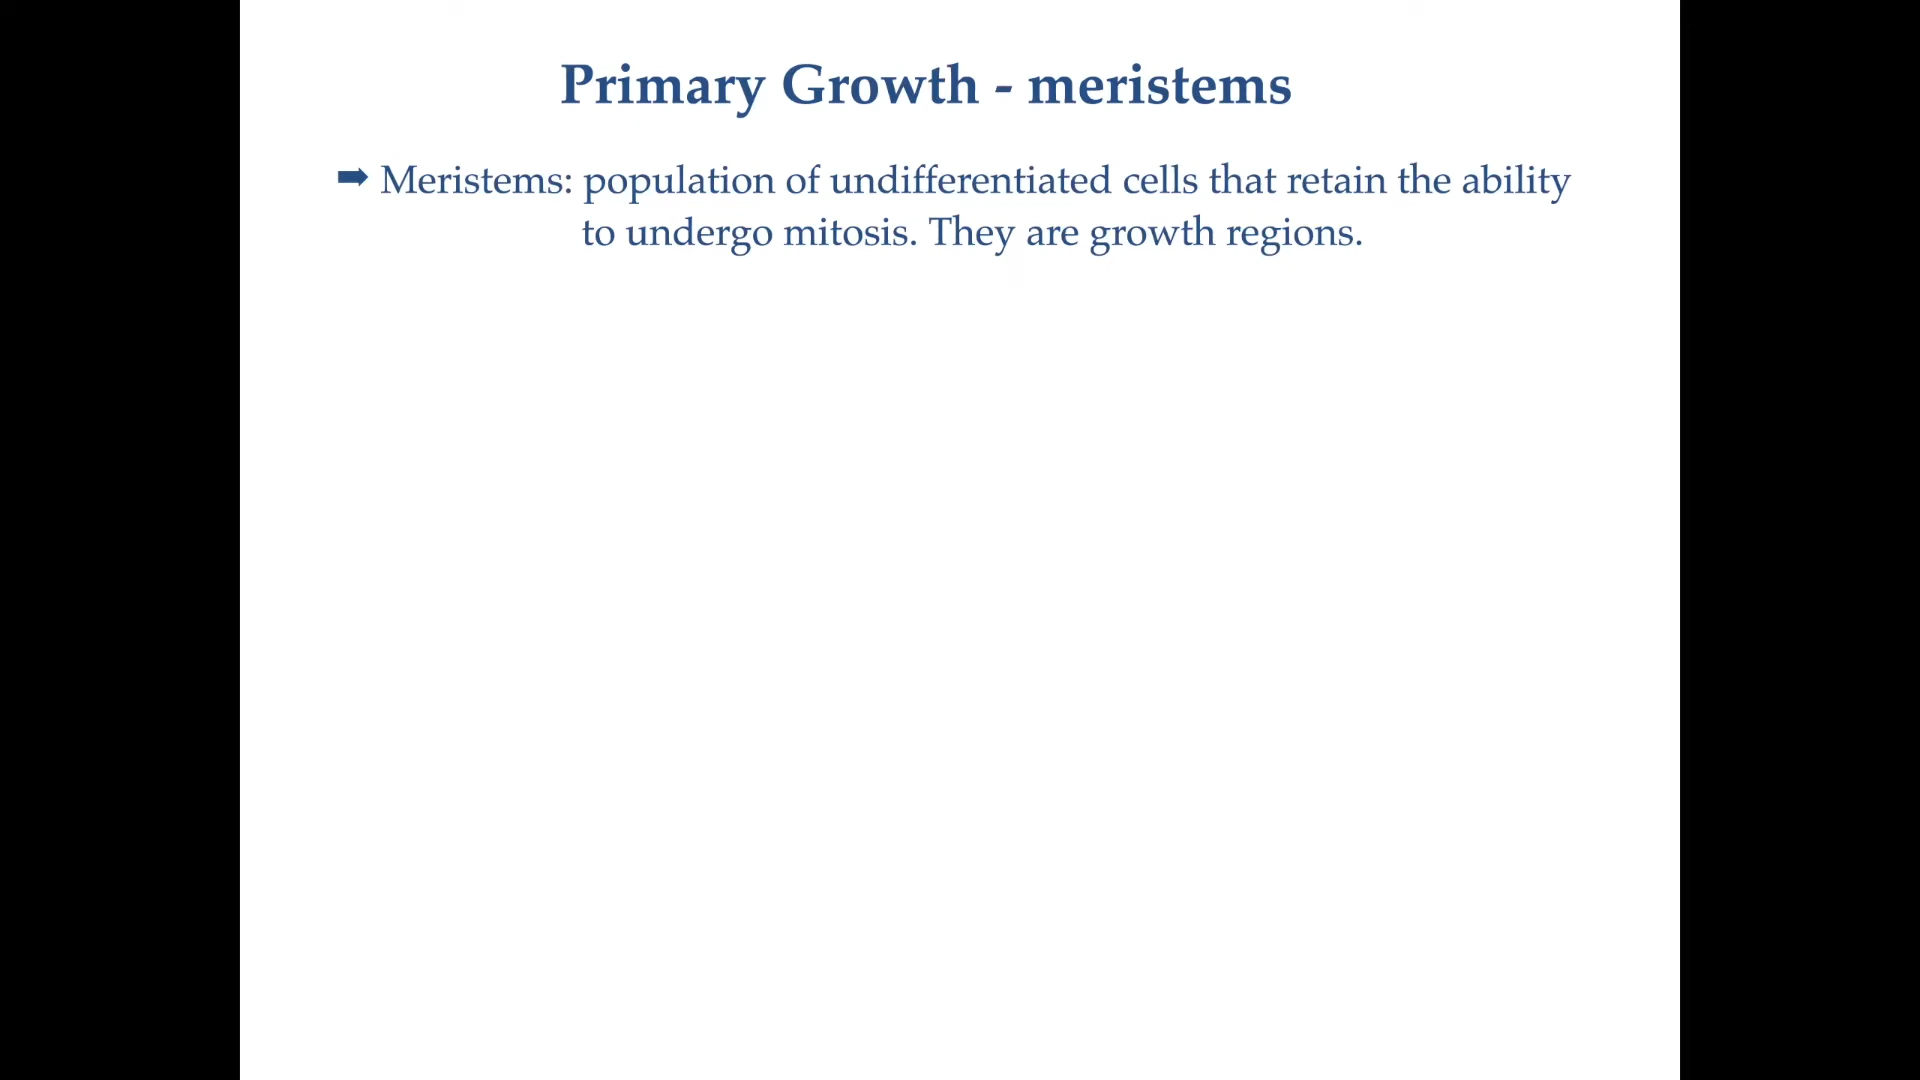 Primary Growth - meristems
➡ Meristems: population of undifferentiated cells that retain the ability
to undergo mitosis. They are growth regions.